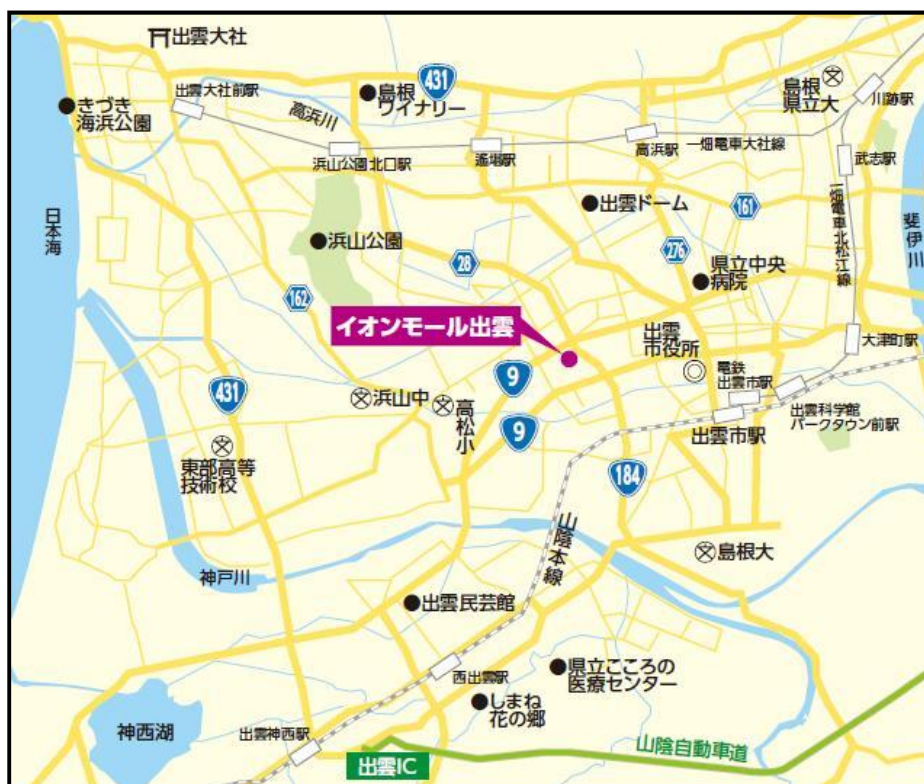 出雲大社
431
島根
ワイナリー
島根
県立大
川跡駅
きづき
海浜公園
出雲大社前駅
高浜川
浜山公園北口駅
遙堪駅
高浜駅
一畑電車大社線
武志駅
日本海
浜山公園
出雲ドーム
161
一畑電車北松江線
斐伊川
28
276
県立中央
病院
162
イオンモール出雲
出雲
市役所
大津町駅
9
電鉄
出雲市駅
431
浜山中
高松小
9
出雲市駅
出雲科学館
パークタウン前駅
東部高等
技術校
184
山陰本線
島根大
神戸川
出雲民芸館
西出雲駅
県立こころの
医療センター
しまね
花の郷
神西湖
出雲神西駅
出雲IC
山陰自動車道